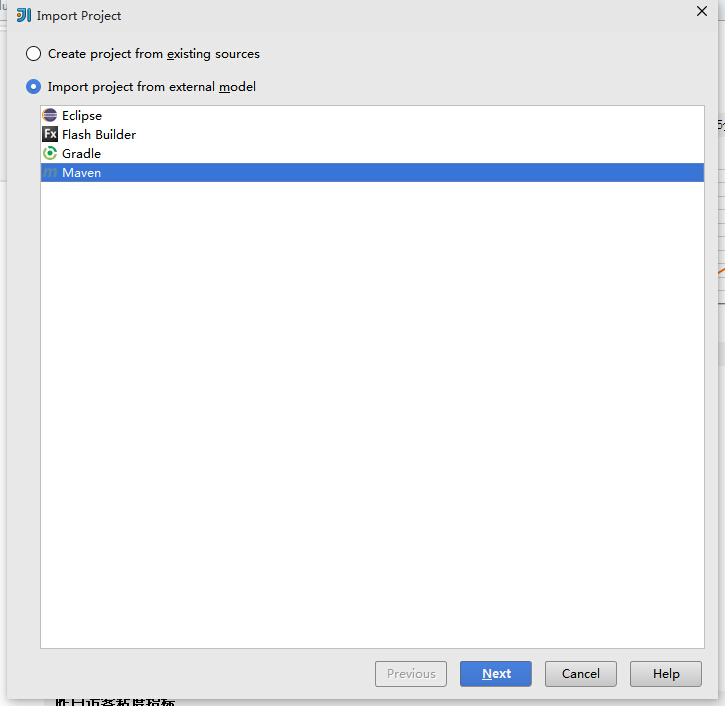 Import Project
Create project from existing sources
Import project from external model
Eclipse
Fx Flash Builder
Gradle
m Maven
Previous
Next
Cancel
Help